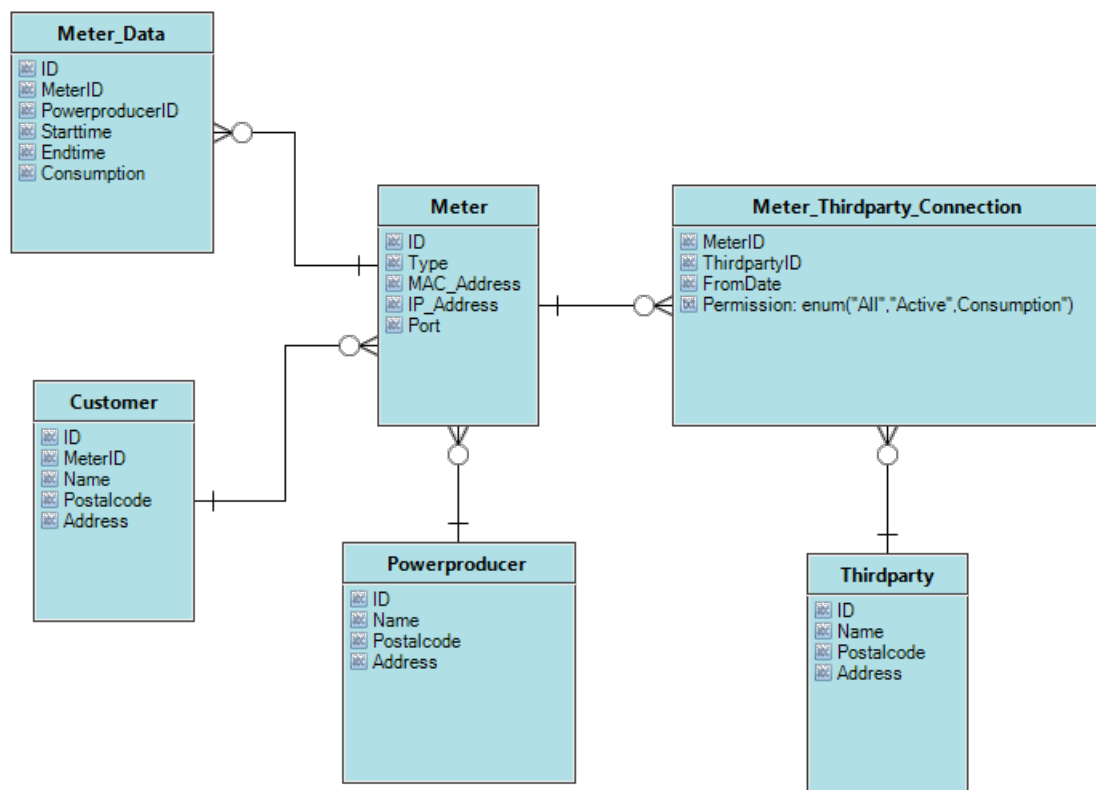 Meter_Data
ID
MeterID
PowerproducerID
Starttime
Endtime
Consumption
Meter
ID
Type
MAC_Address
IP_Address
Port
Meter_Thirdparty_Connection
MeterID
ThirdpartyID
FromDate
Permission: enum("All","Active",Consumption")
Customer
ID
MeterID
Name
Postalcode
Address
Powerproducer
ID
Name
Postalcode
Address
Thirdparty
ID
Name
Postalcode
Address